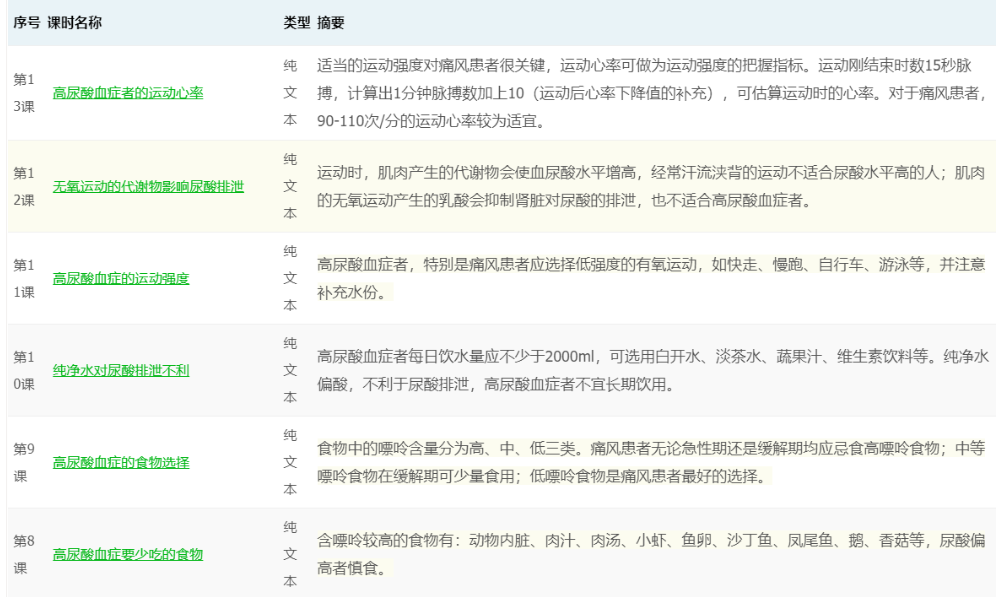 序号 课时名称 类型 摘要
第1
3课
高尿酸血症者的运动心率
纯
文
本
适当的运动强度对痛风患者很关键，运动心率可做为运动强度的把握指标。运动刚结束时数15秒脉
搏，计算出1分钟脉搏数加上10（运动后心率下降值的补充），可估算运动时的心率。对于痛风患者，
90-110次/分的运动心率较为适宜。
第1
2课
无氧运动的代谢物影响尿酸排泄
纯
文
本
运动时，肌肉产生的代谢物会使血尿酸水平增高，经常汗流浃背的运动不适合尿酸水平高的人；肌肉
的无氧运动产生的乳酸会抑制肾脏对尿酸的排泄，也不适合高尿酸血症者。
第1
1课
高尿酸血症的运动强度
纯
文
本
高尿酸血症者，特别是痛风患者应选择低强度的有氧运动，如快走、慢跑、自行车、游泳等，并注意
补充水份。
第1
0课
纯净水对尿酸排泄不利
纯
文
本
高尿酸血症者每日饮水量应不少于2000ml，可选用白开水、淡茶水、蔬果汁、维生素饮料等。纯净水
偏酸，不利于尿酸排泄，高尿酸血症者不宜长期饮用。
第9
课
高尿酸血症的食物选择
纯
文
本
食物中的嘌呤含量分为高、中、低三类。痛风患者无论急性期还是缓解期均应忌食高嘌呤食物；中等
嘌呤食物在缓解期可少量食用；低嘌呤食物是痛风患者最好的选择。
第8
课
高尿酸血症要少吃的食物
纯
文
本
含嘌呤较高的食物有：动物内脏、肉汁、肉汤、小虾、鱼卵、沙丁鱼、凤尾鱼、鹅、香菇等，尿酸偏
高者慎食。